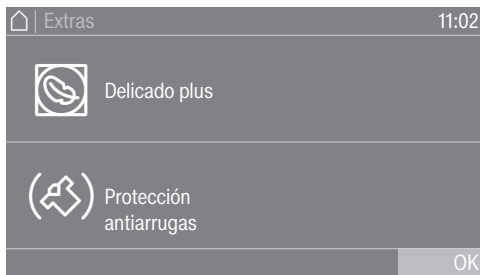 Extras 11:02
Delicado plus
Protección
antiarrugas
OK